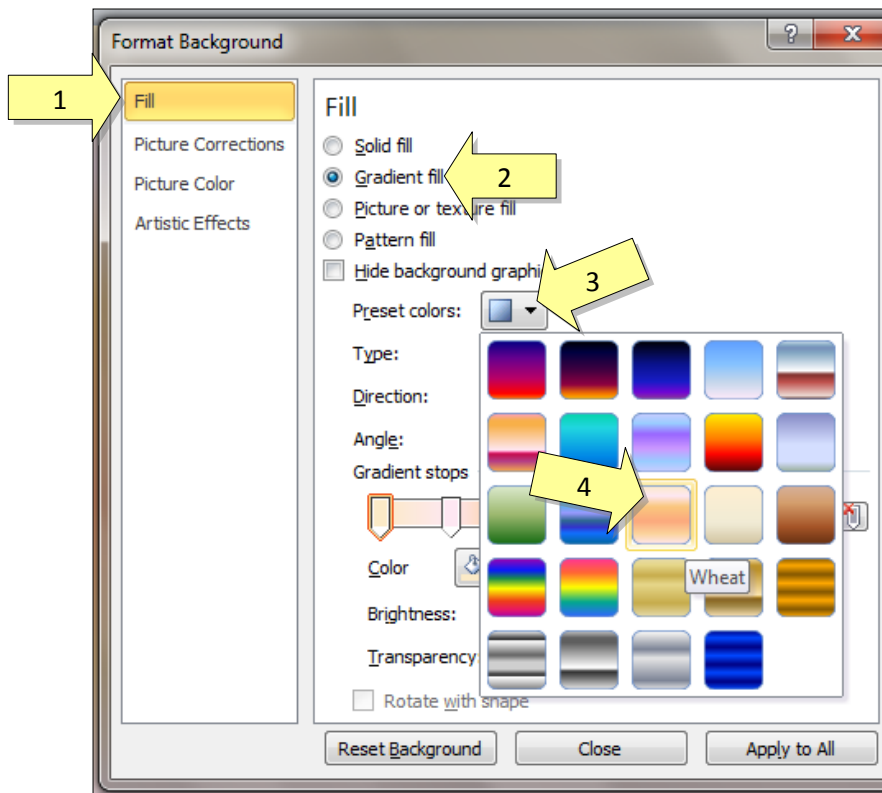 Format Background
?
X
1
Fill
Picture Corrections
Picture Color
Artistic Effects
Fill
Solid fill
Gradient fill
2
Picture or texture fill
Pattern fill
Hide background graphi
3
Preset colors:
Type:
Direction:
Angle:
Gradient stops
4
Color
Wheat
Brightness:
Transparency:
Rotate with shape
Reset Background
Close
Apply to All